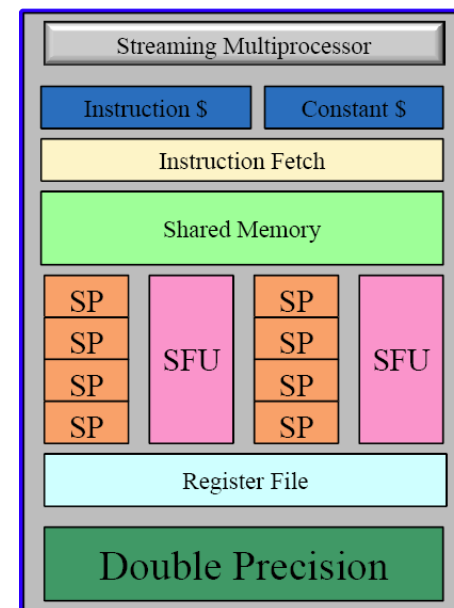 Streaming Multiprocessor
Instruction $ Constant $
Instruction Fetch
Shared Memory
SP SP
SP SP
SFU SFU
SP SP
SP SP
Register File
Double Precision